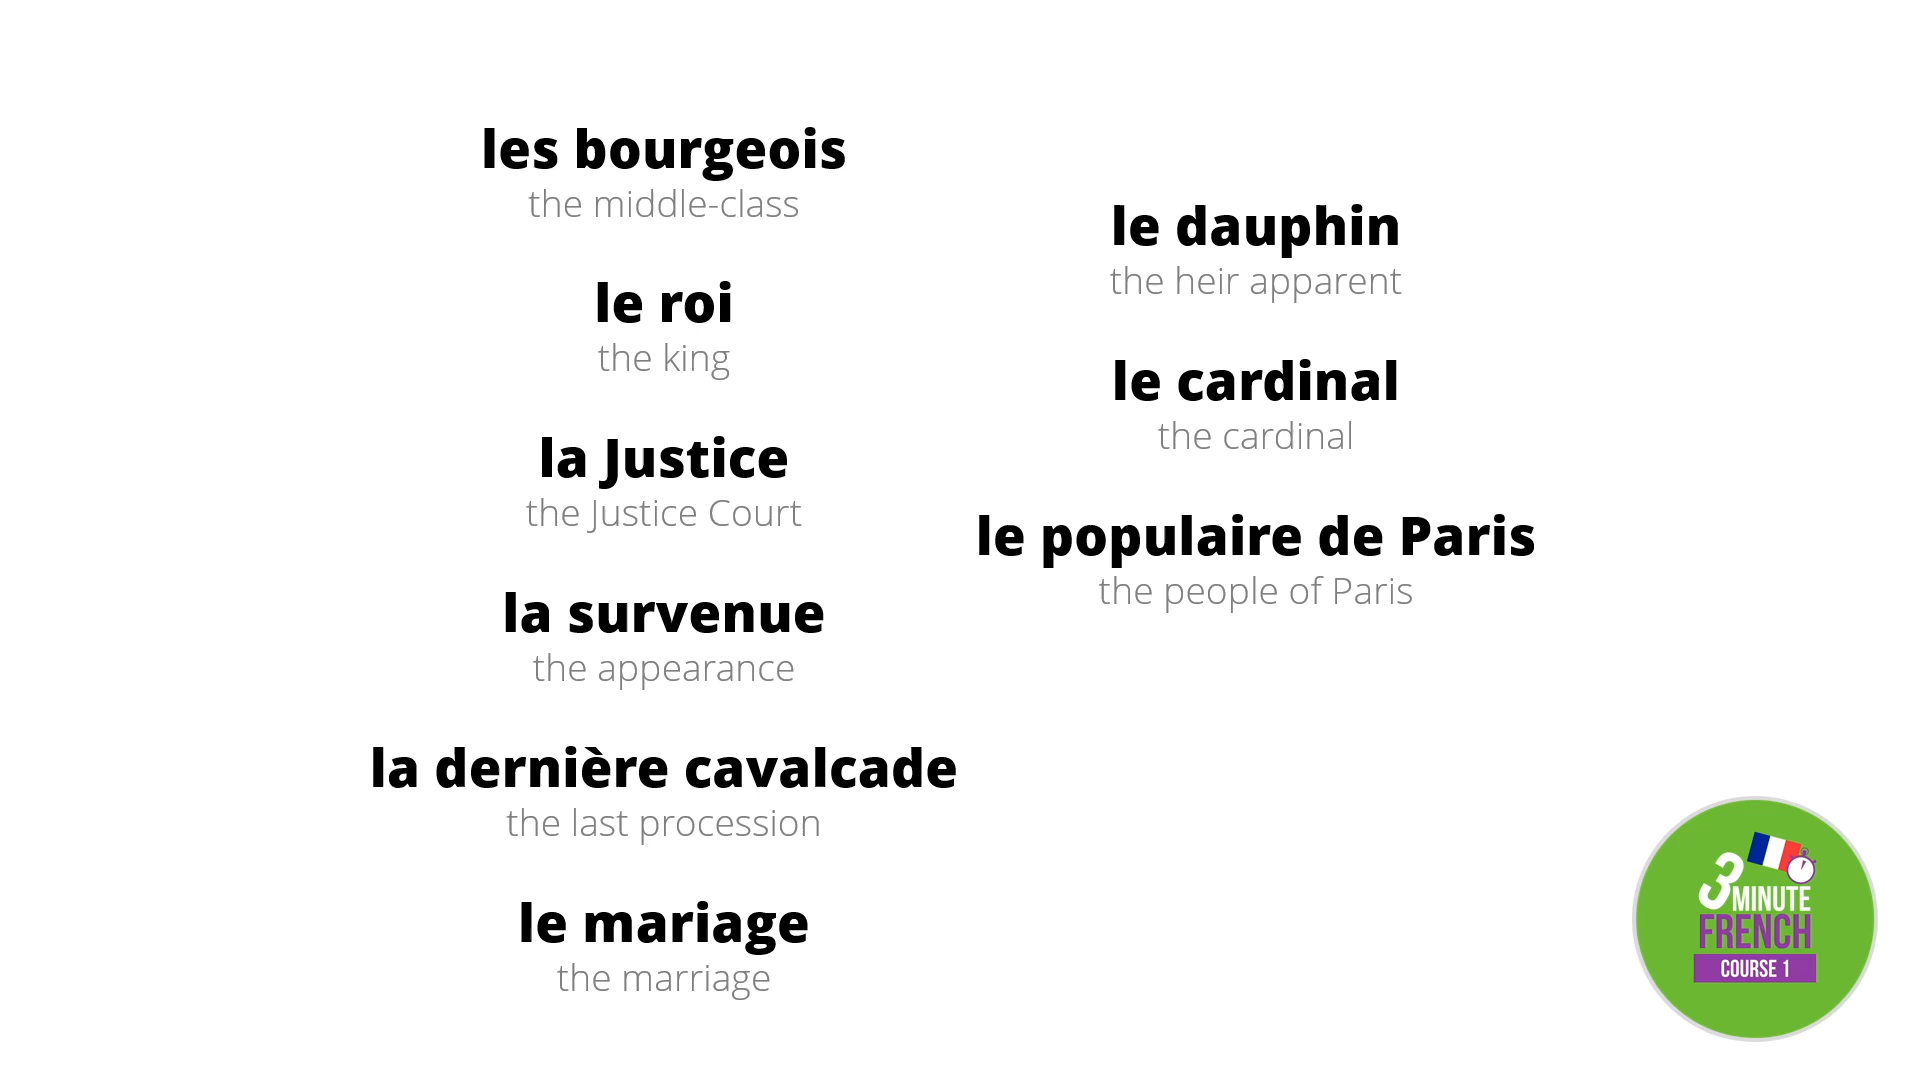 les bourgeois
the middle-class
le roi
the king
la Justice
the Justice Court
la survenue
the appearance
la dernière cavalcade
the last procession
le mariage
the marriage
le dauphin
the heir apparent
le cardinal
the cardinal
le populaire de Paris
the people of Paris
3 MINUTE
FRENCH
COURSE 1